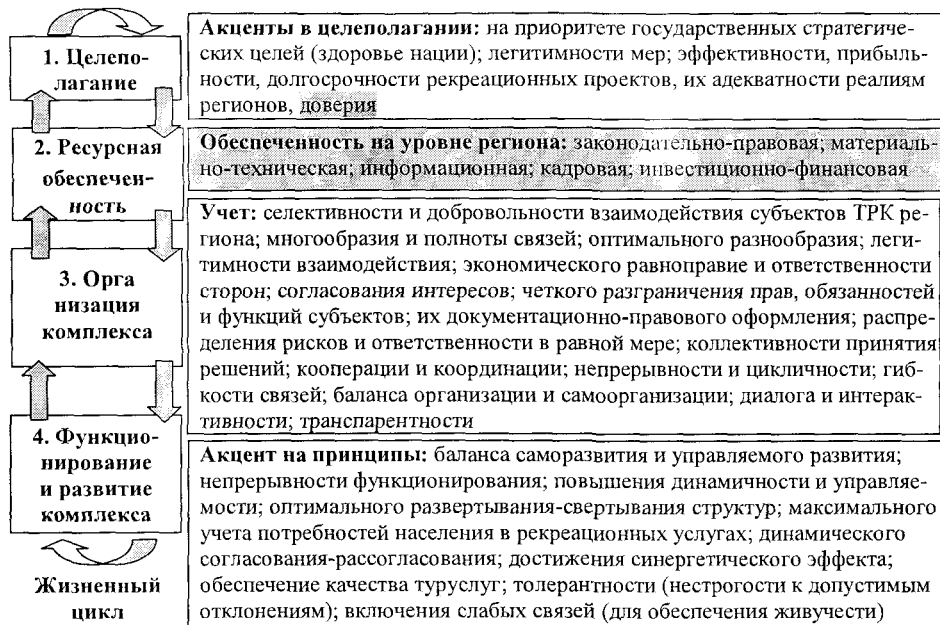 1. Целепо-
лагание
Акценты в целеполагании: на приоритете государственных стратегиче-
ских целей (здоровье нации); легитимности мер; эффективности, прибыль-
ности, долгосрочности рекреационных проектов, их адекватности реалиям
регионов, доверия
2. Ресурсная
обеспечен-
ность
Обеспеченность на уровне региона: законодательно-правовая; материаль-
но-техническая; информационная; кадровая; инвестиционно-финансовая
3. Орга
низация
комплекса
Учет: селективности и добровольности взаимодействия субъектов ТРК ре-
гиона; многообразия и полноты связей; оптимального разнообразия; леги-
тимности взаимодействия; экономического равноправие и ответственности
сторон; согласования интересов; четкого разграничения прав, обязанностей
и функций субъектов; их документационно-правового оформления; распре-
деления рисков и ответственности в равной мере; коллективности принятия
решений; кооперации и координации; непрерывности и цикличности; гиб-
кости связей; баланса организации и самоорганизации; диалога и интерак-
тивности; транспарентности
4. Функцио-
нирование
и развитие
комплекса
Акцент на принципы: баланса саморазвития и управляемого развития;
непрерывности функционирования; повышения динамичности и управляе-
мости; оптимального развертывания-свертывания структур; максимального
учета потребностей населения в рекреационных услугах; динамического
согласования-рассогласования; достижения синергетического эффекта;
обеспечение качества туруслуг; толерантности (нестрогости к допустимым
отклонениям); включения слабых связей (для обеспечения живучести)
Жизненный
цикл